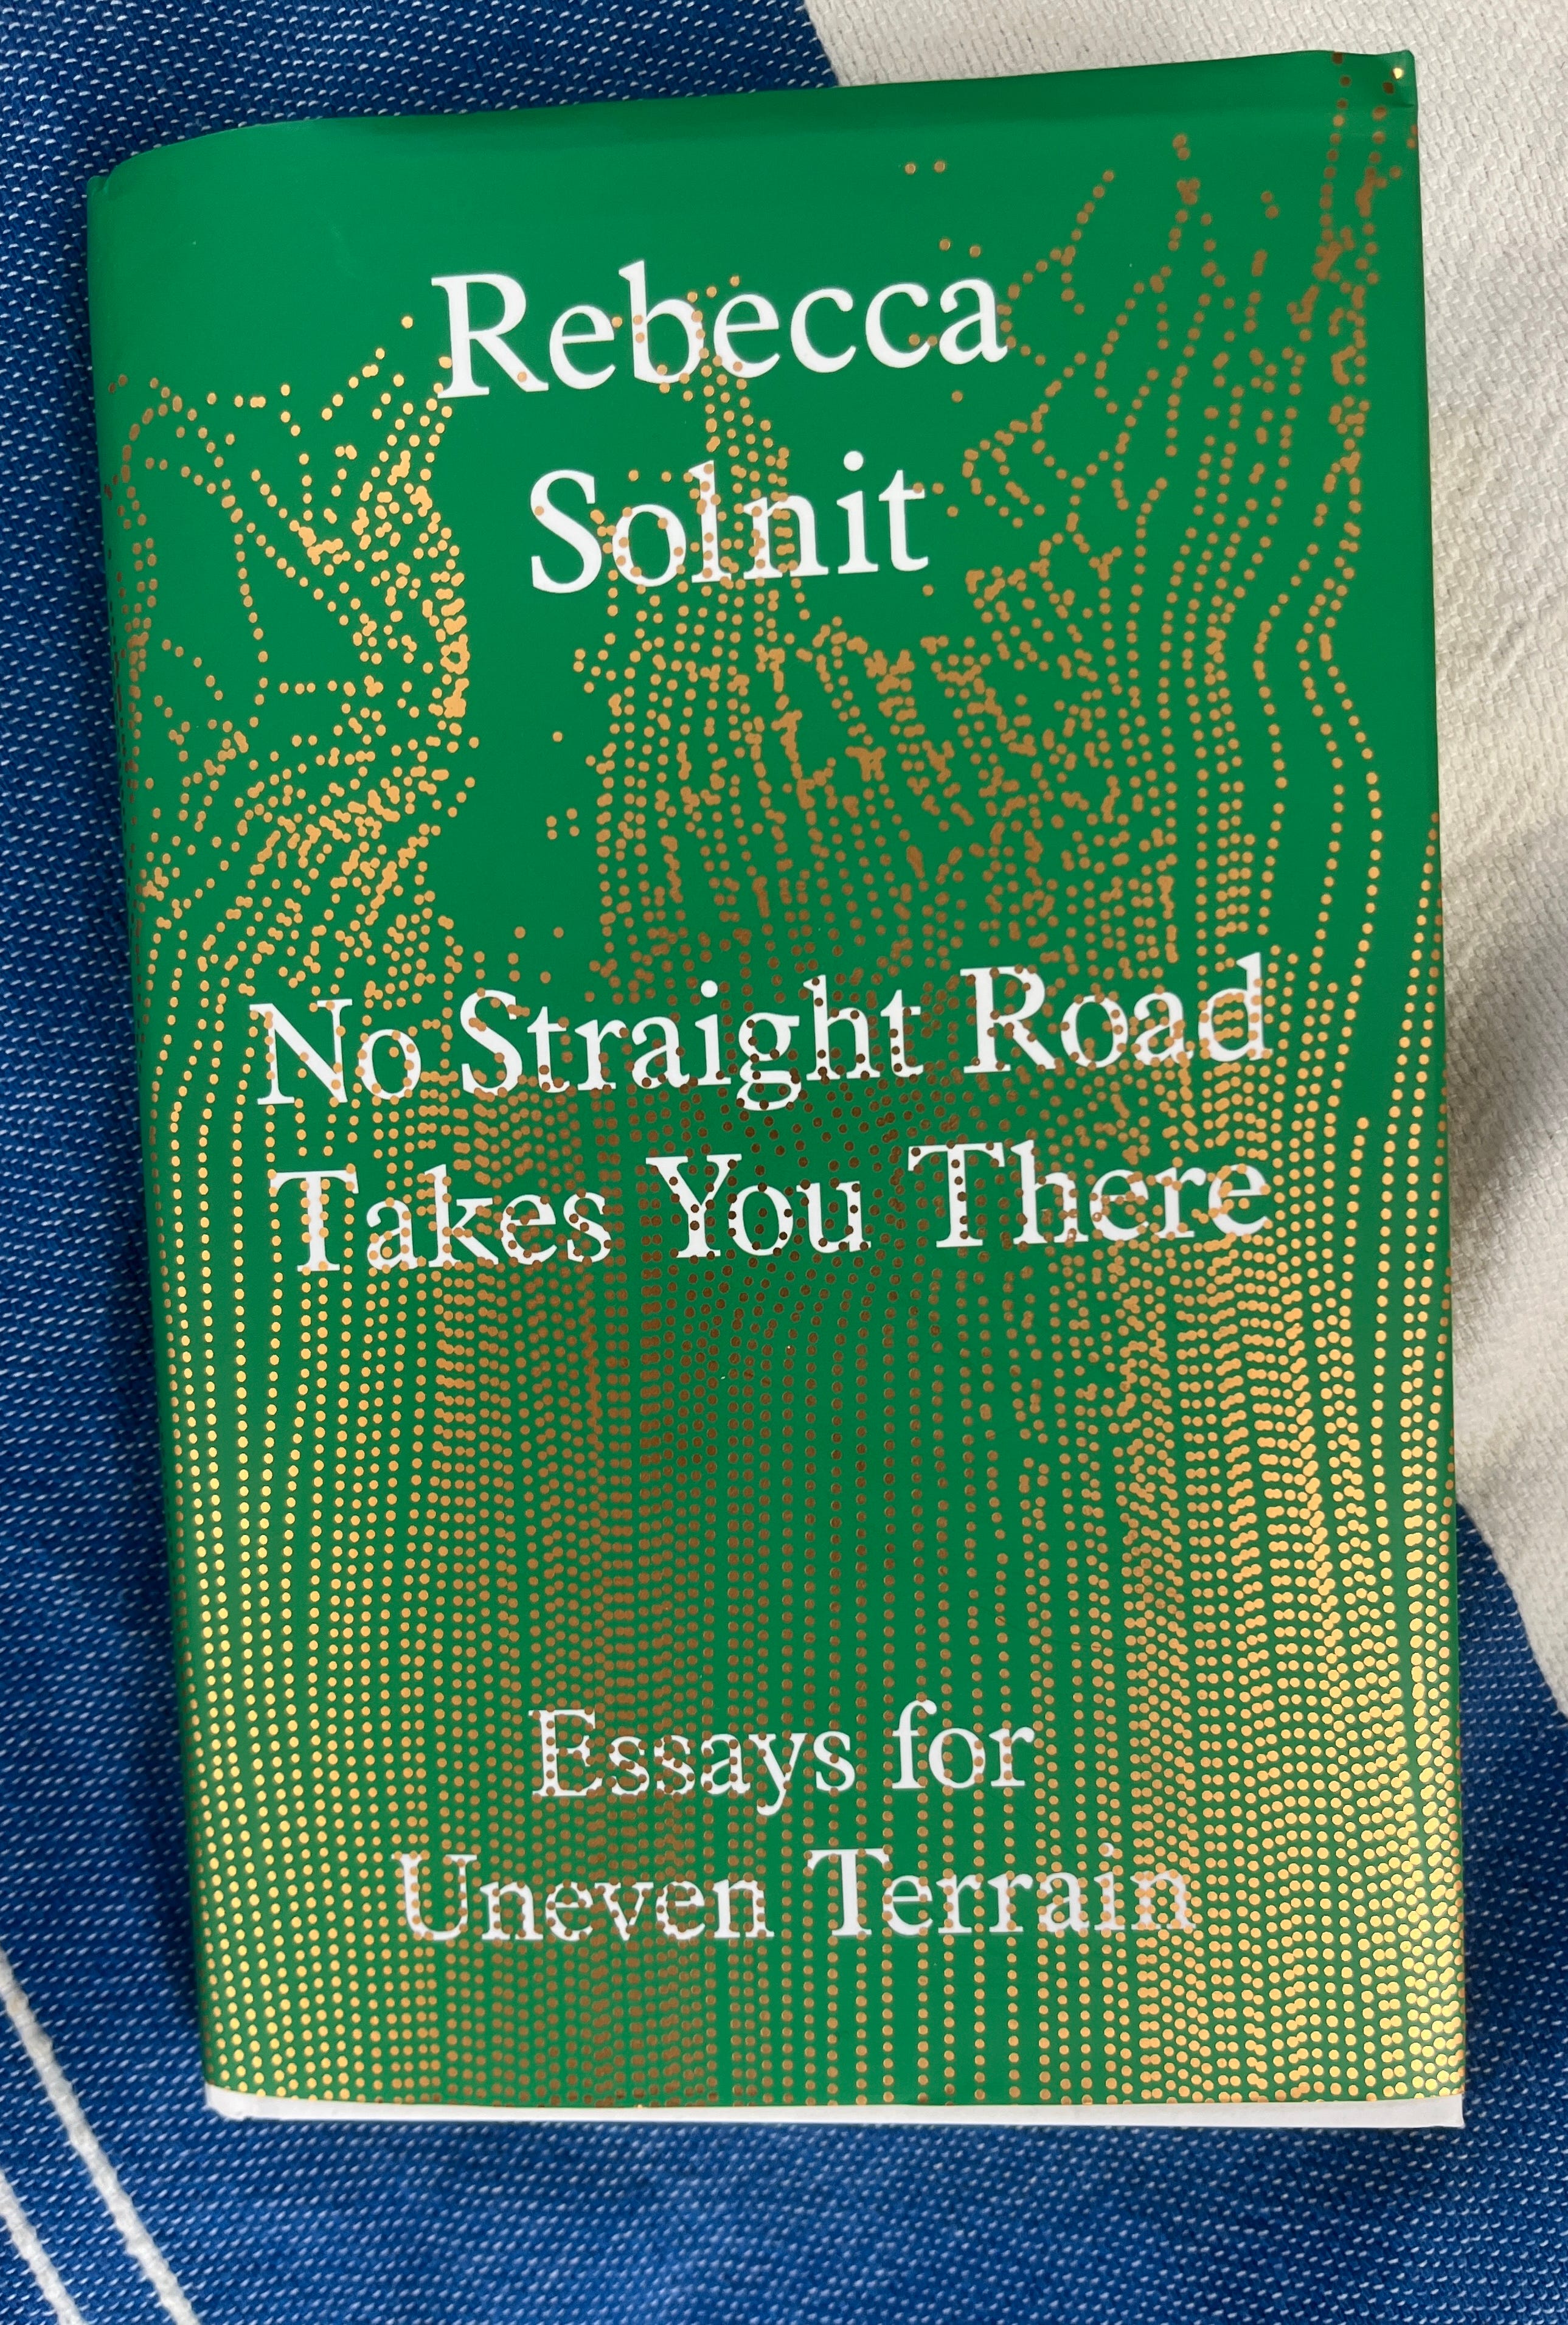 Rebecca
Solnit
No Straight Road
Takes You There
Essays for
Uneven Terrain